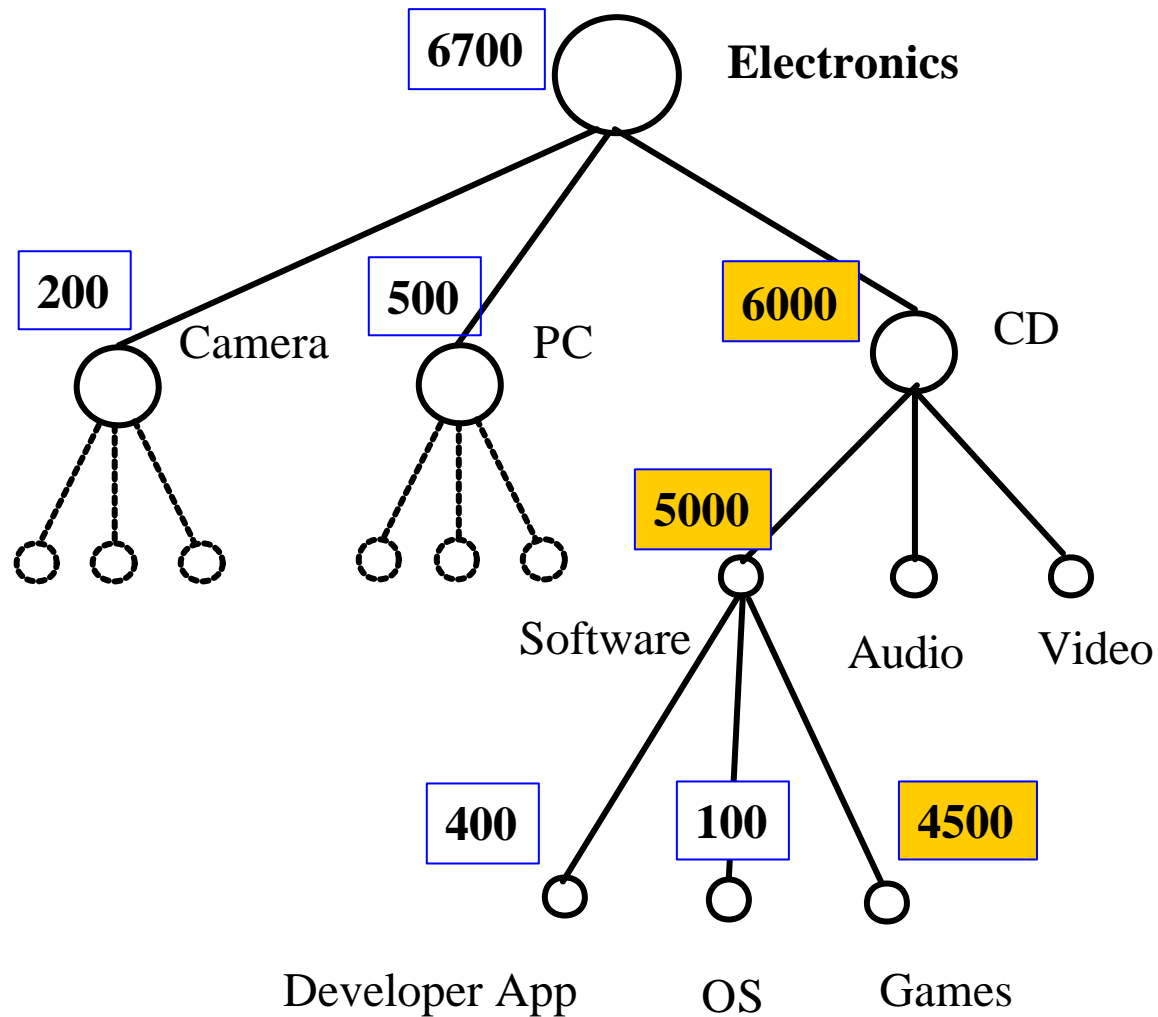 6700
Electronics
200
Camera
500
PC
6000
CD
5000
Software
Audio
Video
400
100
4500
Developer App
OS
Games